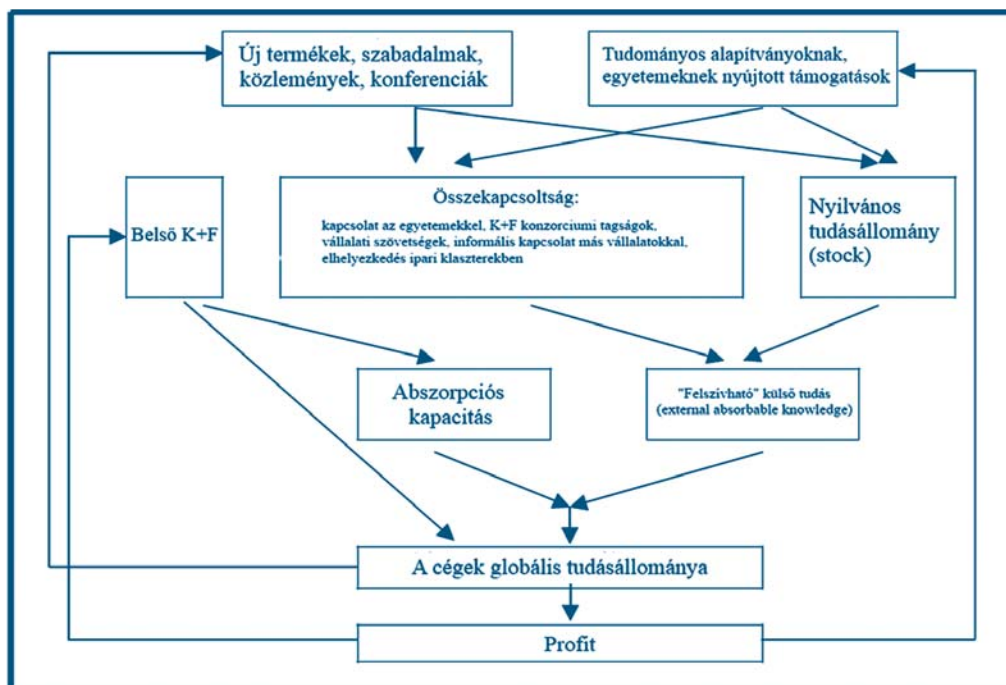 Új termékek, szabadalmak,
közlemények, konferenciák
Tudományos alapítványoknak,
egyetemeknek nyújtott támogatások
Belső K+F
Összekapcsoltság:
kapcsolat az egyetemekkel, K+F konzorciumi tagságok,
vállalati szövetségek, informális kapcsolat más vállalatokkal,
elhelyezkedés ipari klaszterekben
Nyilvános
tudásállomány
(stock)
Abszorpciós
kapacitás
"Felszívható" külső tudás
(external absorbable knowledge)
A cégek globális tudásállománya
Profit